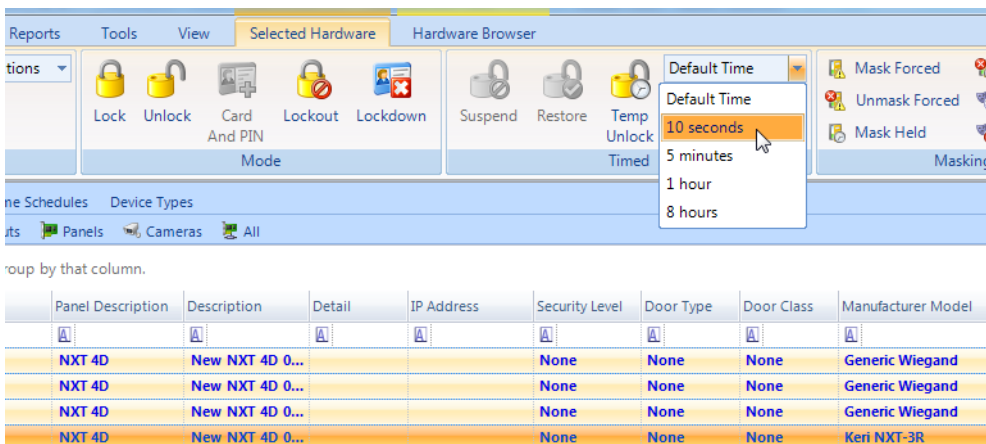 Reports Tools View Selected Hardware Hardware Browser
tions Default Time Mask Forced
Default Time Unmask Forced
Lock Unlock Card And PIN Lockout Lockdown Suspend Restore Temp Unlock 10 seconds Mask Held
Mode Timed 5 minutes Masking
1 hour
me Schedules Device Types 8 hours
uts Panels Cameras All
roup by that column.
Panel Description Description Detail IP Address Security Level Door Type Door Class Manufacturer Model
A A A A A A A A
NXT 4D New NXT 4D 0... None None None Generic Wiegand
NXT 4D New NXT 4D 0... None None None Generic Wiegand
NXT 4D New NXT 4D 0... None None None Generic Wiegand
NXT 4D New NXT 4D 0... None None None Keri NXT-3R